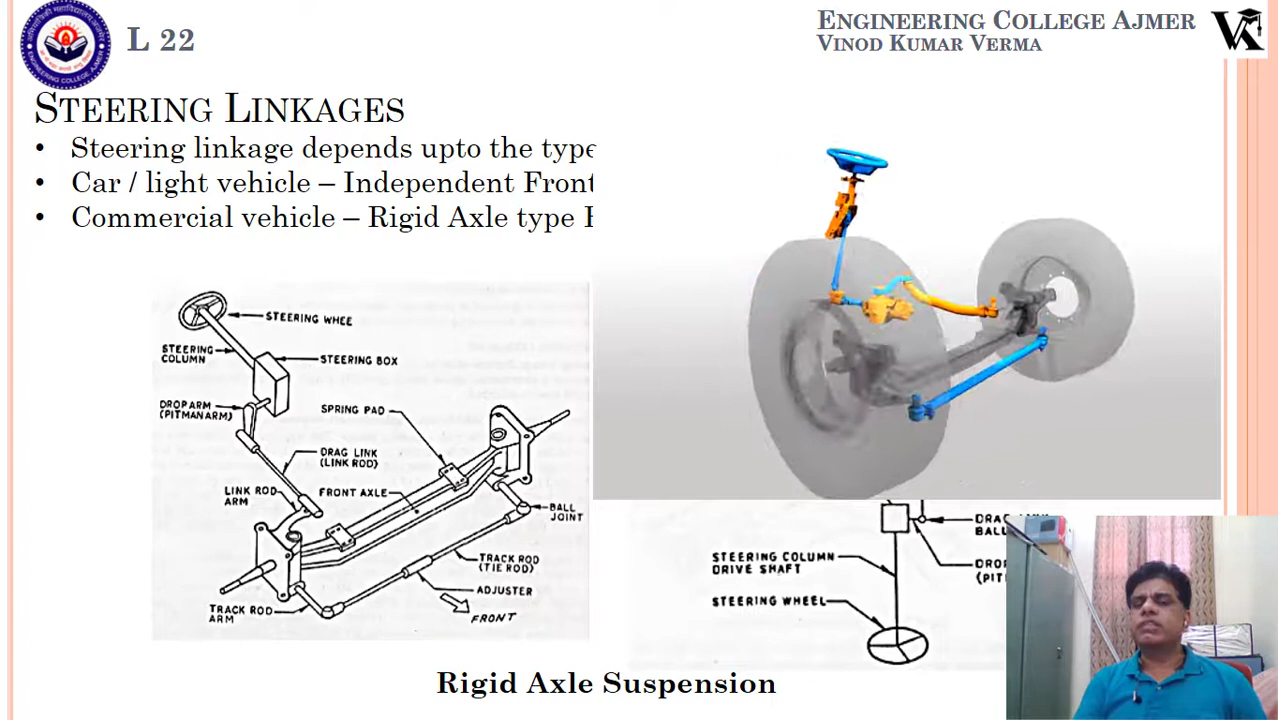 L 22
ENGINEERING COLLEGE AJMER
VINOD KUMAR VERMA
STEERING LINKAGES
• Steering linkage depends upto the type
• Car / light vehicle – Independent Front
• Commercial vehicle – Rigid Axle type
STEERING WHEE
STEERING
COLUMN
STEERING BOX
DROP ARM
(PITMAN ARM)
SPRING PAD
DRAG LINK
(LINK ROD)
LINK ROD
ARM
FRONT AXLE
BALL
JOINT
TRACK ROD
(TIE ROD)
ADJUSTER
TRACK ROD
ARM
FRONT
BALL
STEERING COLUMN
DRIVE SHAFT
STEERING WHEEL
Rigid Axle Suspension